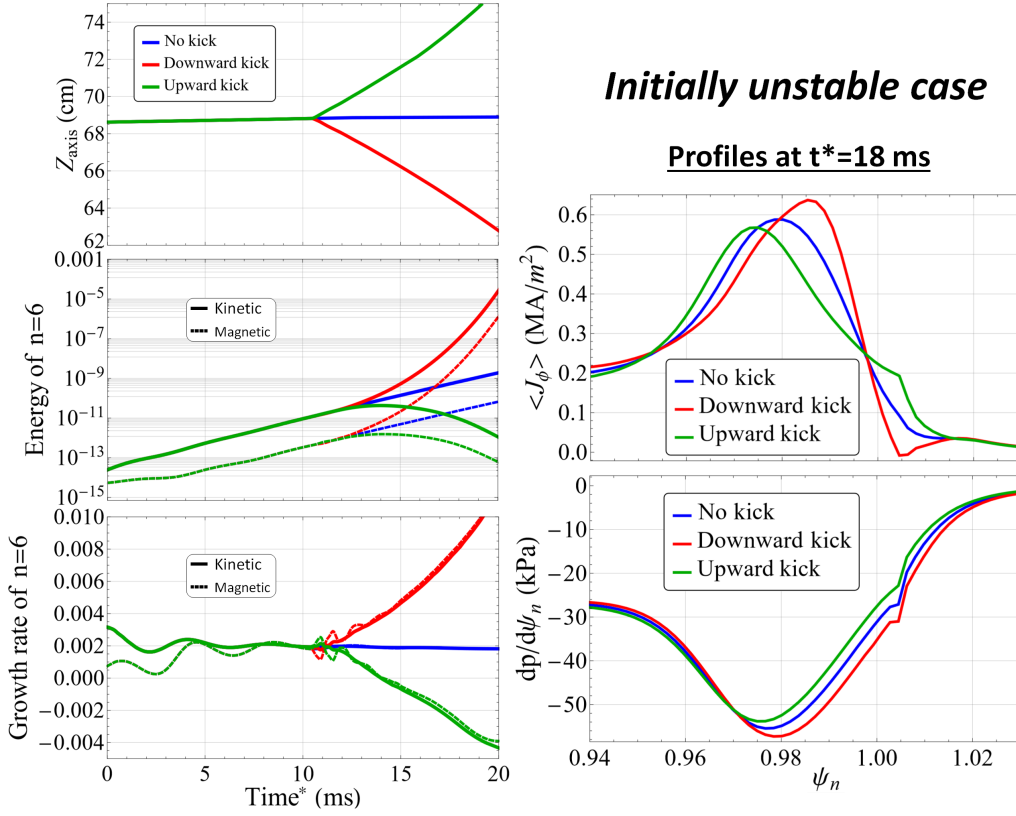 74
72
70
68
66
64
62
Z_axis (cm)
No kick
Downward kick
Upward kick
0.001
10^-5
10^-7
10^-9
10^-11
10^-13
10^-15
Energy of n=6
Kinetic
Magnetic
0.010
0.008
0.006
0.004
0.002
0.000
−0.002
−0.004
Growth rate of n=6
Kinetic
Magnetic
0 5 10 15 20
Time* (ms)
Initially unstable case
Profiles at t*=18 ms
0.6
0.5
0.4
0.3
0.2
0.1
0.0
<J_ϕ> (MA/m²)
No kick
Downward kick
Upward kick
0
−10
−20
−30
−40
−50
dp/dψ_n (kPa)
No kick
Downward kick
Upward kick
0.94 0.96 0.98 1.00 1.02
ψ_n